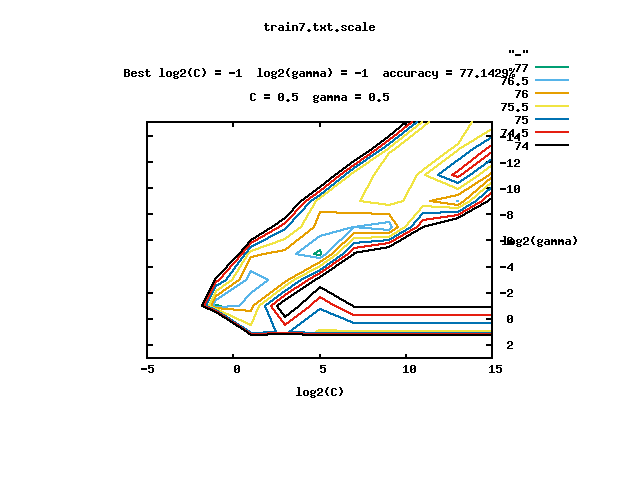 train7.txt.scale
"-"
77
Best log2(C) = -1 log2(gamma) = -1 accuracy = 77.1429%
76.5
C = 0.5 gamma = 0.5
76
75.5
75
74.5
74
-14
-12
-10
-8
-6
log2(gamma)
-4
-2
0
2
-5 0 5 10 15
log2(C)